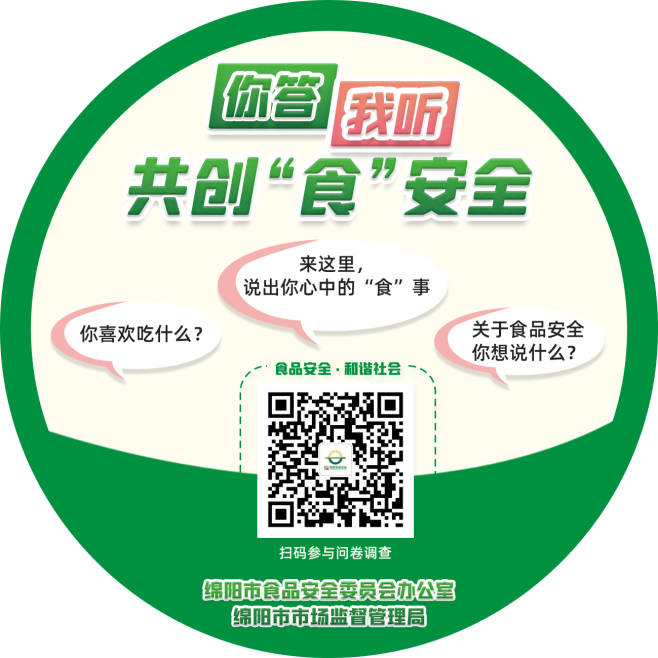 你答
我听
共创“食”安全
来这里，
说出你心中的“食”事
你喜欢吃什么？
关于食品安全
你想说什么？
食品安全·和谐社会
扫码参与问卷调查
绵阳市食品安全委员会办公室
绵阳市市场监督管理局